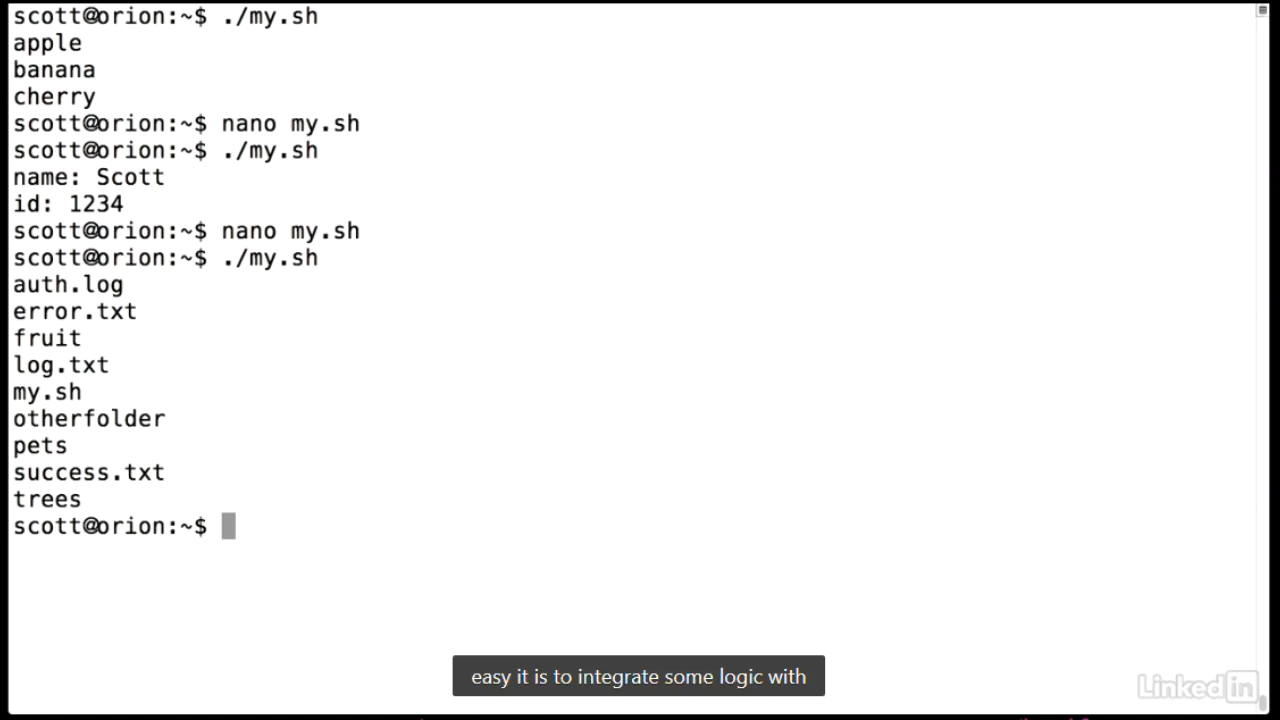 scott@orion:~$ ./my.sh
apple
banana
cherry
scott@orion:~$ nano my.sh
scott@orion:~$ ./my.sh
name: Scott
id: 1234
scott@orion:~$ nano my.sh
scott@orion:~$ ./my.sh
auth.log
error.txt
fruit
log.txt
my.sh
otherfolder
pets
success.txt
trees
scott@orion:~$
easy it is to integrate some logic with
LinkedIn